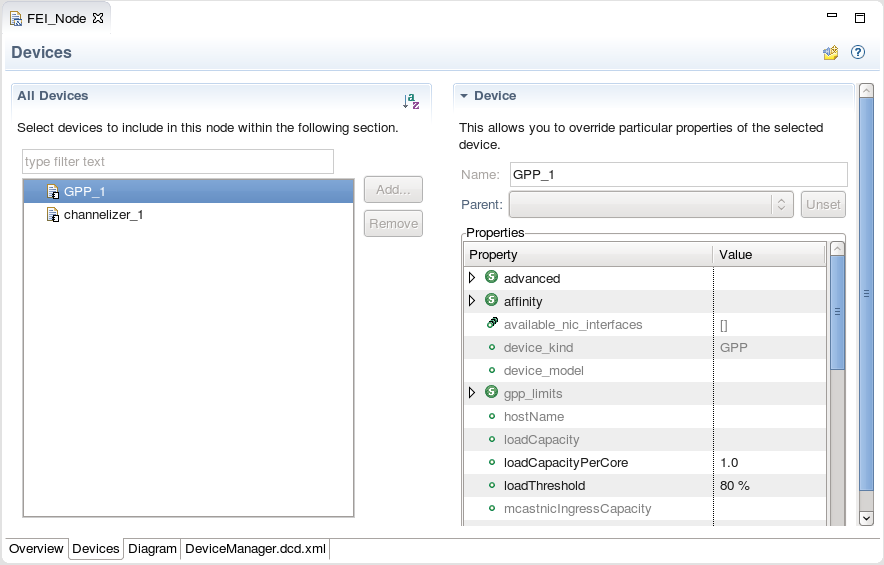 FEI_Node
Devices
All Devices
Select devices to include in this node within the following section.
type filter text
GPP_1
channelizer_1
Add...
Remove
Device
This allows you to override particular properties of the selected
device.
Name: GPP_1
Parent: Unset
Properties
Property Value
advanced
affinity
available_nic_interfaces []
device_kind GPP
device_model
gpp_limits
hostName
loadCapacity
loadCapacityPerCore 1.0
loadThreshold 80 %
mcastnicIngressCapacity
Overview Devices Diagram DeviceManager.dcd.xml